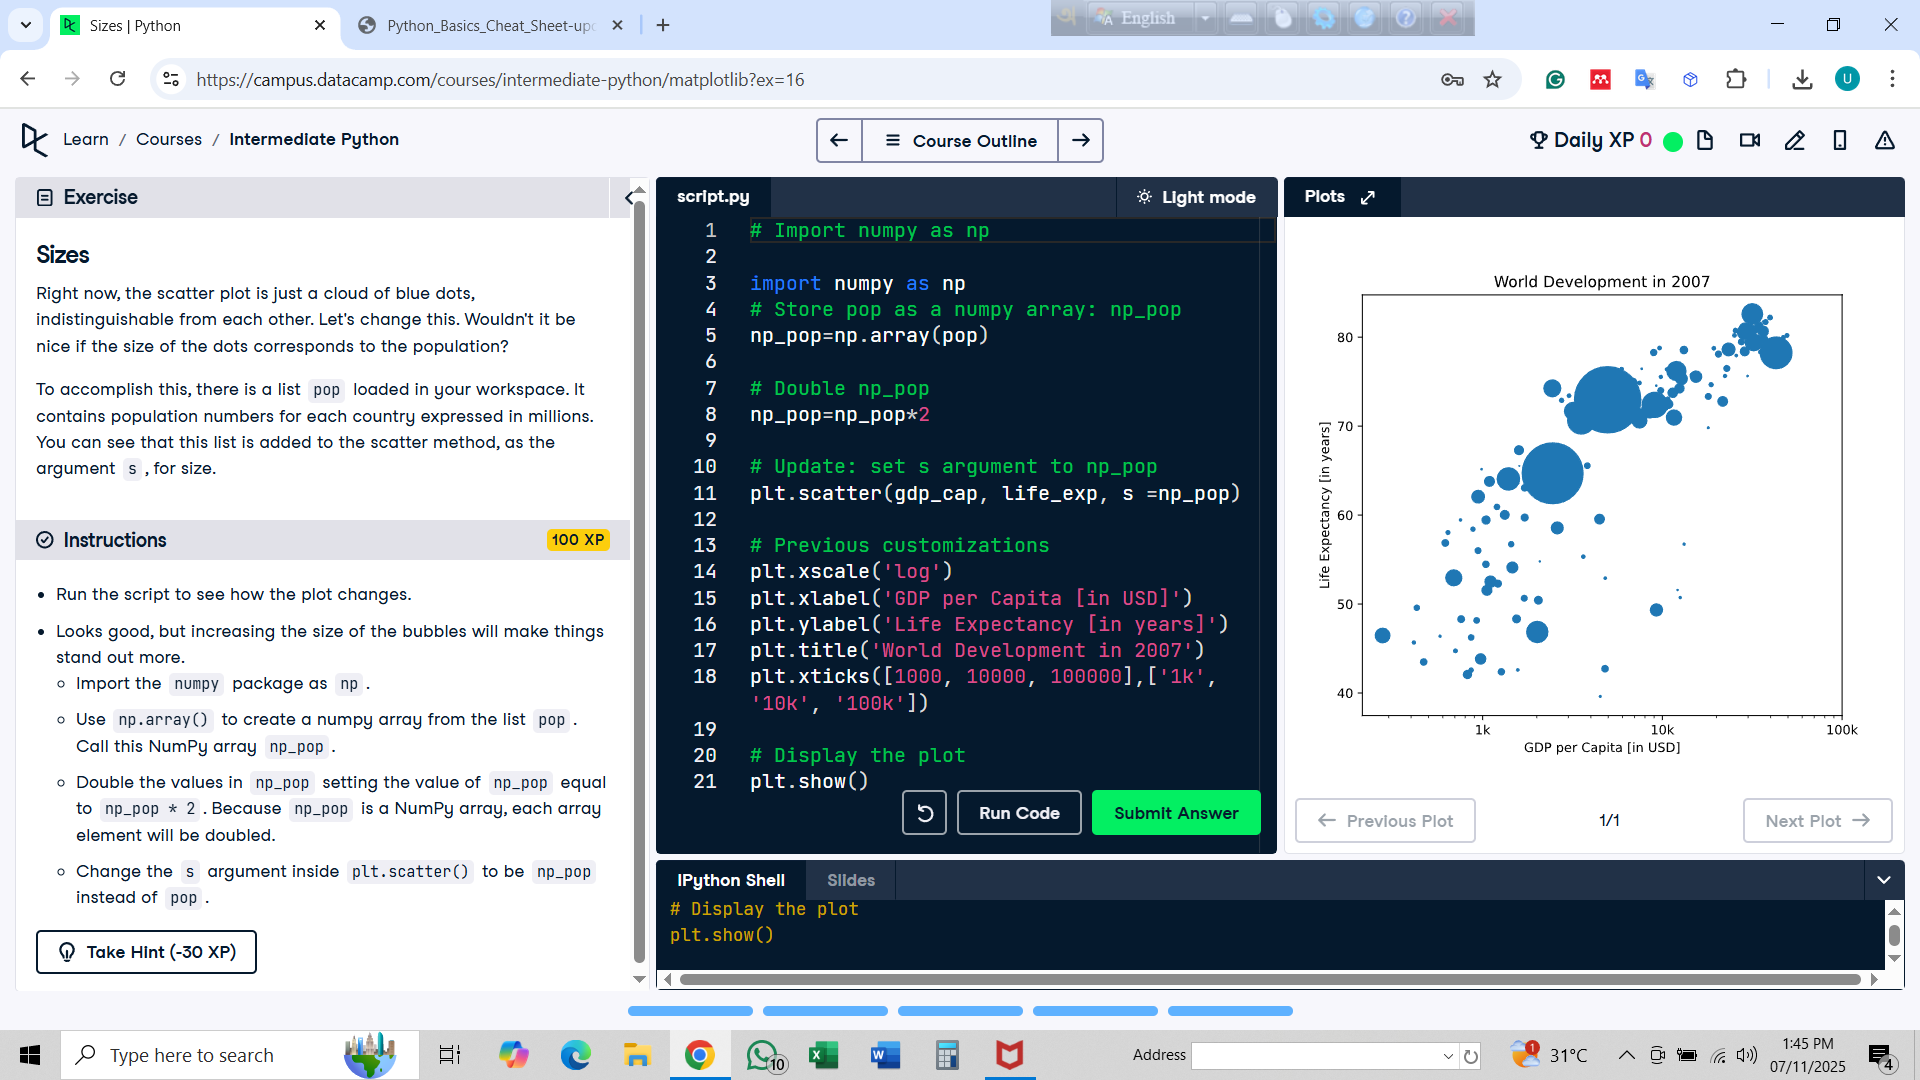 Sizes | Python
Python_Basics_Cheat_Sheet-upd
English
https://campus.datacamp.com/courses/intermediate-python/matplotlib?ex=16
U
Learn / Courses / Intermediate Python
Course Outline
Daily XP 0
Exercise
Sizes
Right now, the scatter plot is just a cloud of blue dots,
indistinguishable from each other. Let's change this. Wouldn't it be
nice if the size of the dots corresponds to the population?
To accomplish this, there is a list pop loaded in your workspace. It
contains population numbers for each country expressed in millions.
You can see that this list is added to the scatter method, as the
argument s , for size.
Instructions
100 XP
• Run the script to see how the plot changes.
• Looks good, but increasing the size of the bubbles will make things
stand out more.
Import the numpy package as np .
Use np.array() to create a numpy array from the list pop .
Call this NumPy array np_pop .
Double the values in np_pop setting the value of np_pop equal
to np_pop * 2 . Because np_pop is a NumPy array, each array
element will be doubled.
Change the s argument inside plt.scatter() to be np_pop
instead of pop .
Take Hint (-30 XP)
script.py
Light mode
1 # Import numpy as np
2
3 import numpy as np
4 # Store pop as a numpy array: np_pop
5 np_pop=np.array(pop)
6
7 # Double np_pop
8 np_pop=np_pop*2
9
10 # Update: set s argument to np_pop
11 plt.scatter(gdp_cap, life_exp, s =np_pop)
12
13 # Previous customizations
14 plt.xscale('log')
15 plt.xlabel('GDP per Capita [in USD]')
16 plt.ylabel('Life Expectancy [in years]')
17 plt.title('World Development in 2007')
18 plt.xticks([1000, 10000, 100000],['1k',
'10k', '100k'])
19
20 # Display the plot
21 plt.show()
Run Code
Submit Answer
Plots
World Development in 2007
80
70
60
50
40
Life Expectancy [in years]
1k 10k 100k
GDP per Capita [in USD]
Previous Plot
1/1
Next Plot
IPython Shell
Slides
# Display the plot
plt.show()
Type here to search
10
Address
1
31°C
1:45 PM
07/11/2025
4